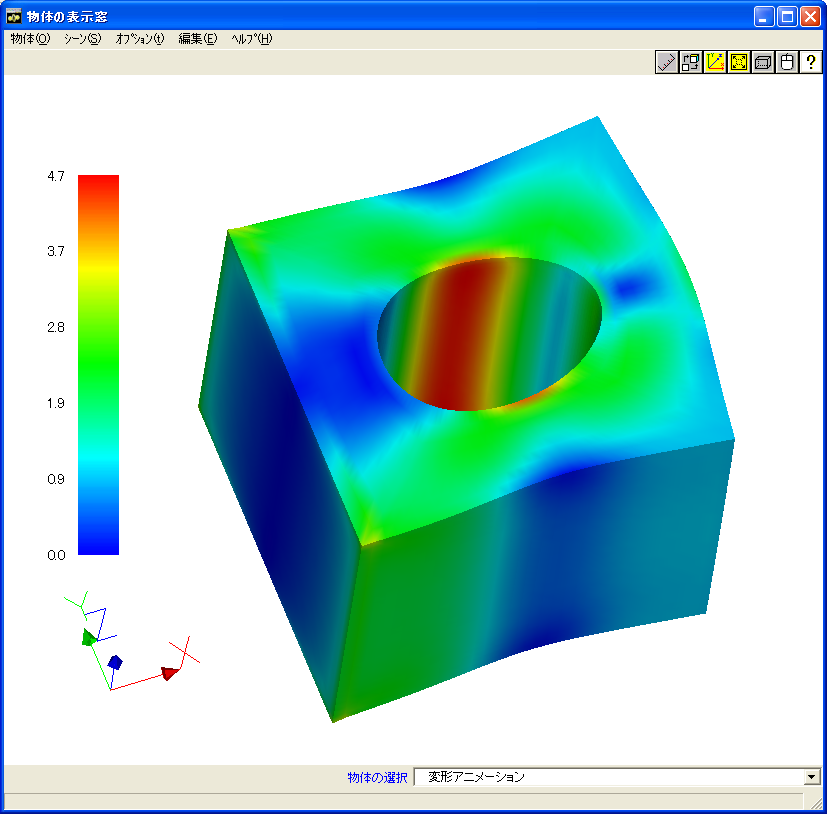 物体の表示窓
物体(O) シーン(S) オプション(t) 編集(E) ヘルプ(H)
?
4.7
3.7
2.8
1.9
0.9
0.0
Y
Z
X
物体の選択 変形アニメーション